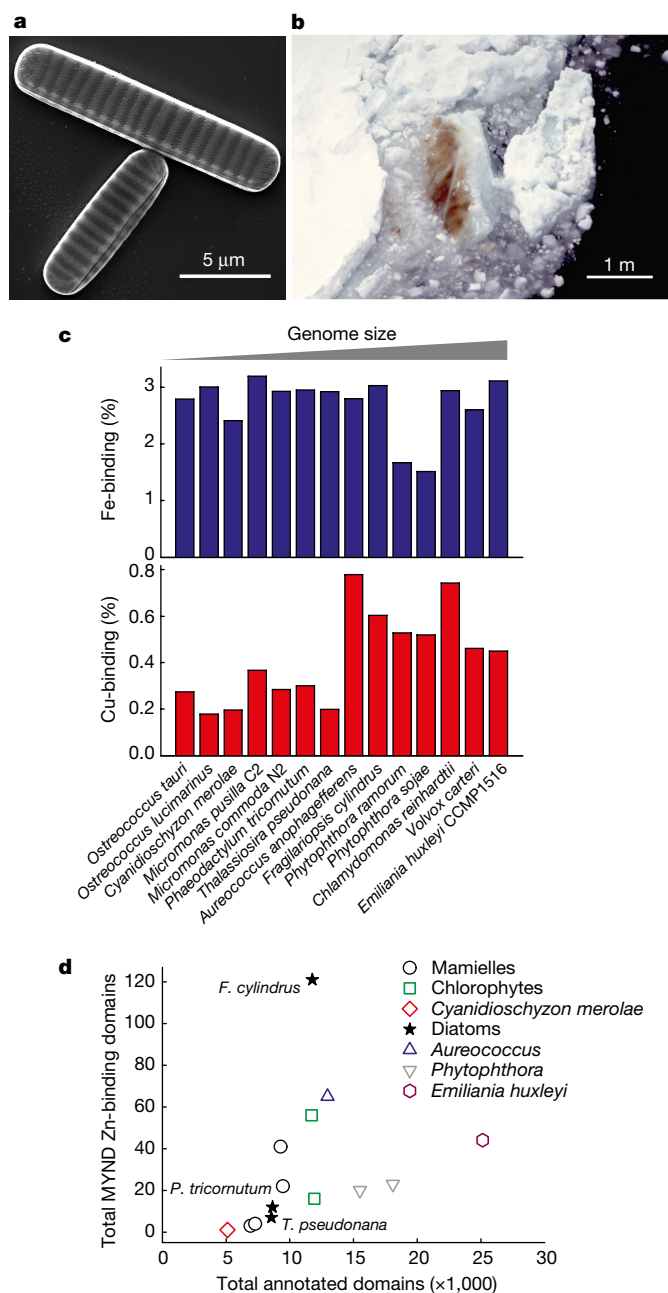 a
b
5 μm
1 m
c
Genome size
Fe-binding (%)
3
2
1
0
Cu-binding (%)
0.8
0.6
0.4
0.2
0.0
Ostreococcus tauri
Ostreococcus lucimarinus
Cyanidioschyzon merolae
Micromonas pusilla C2
Micromonas commoda N2
Phaeodactylum tricornutum
Thalassiosira pseudonana
Aureococcus anophagefferens
Fragilariopsis cylindrus
Phytophthora ramorum
Phytophthora sojae
Chlamydomonas reinhardtii
Volvox carteri
Emiliania huxleyi CCMP1516
d
Total MYND Zn-binding domains
120
100
80
60
40
20
0
F. cylindrus
P. tricornutum
T. pseudonana
Mamielles
Chlorophytes
Cyanidioschyzon merolae
Diatoms
Aureococcus
Phytophthora
Emiliania huxleyi
0 5 10 15 20 25 30
Total annotated domains (×1,000)